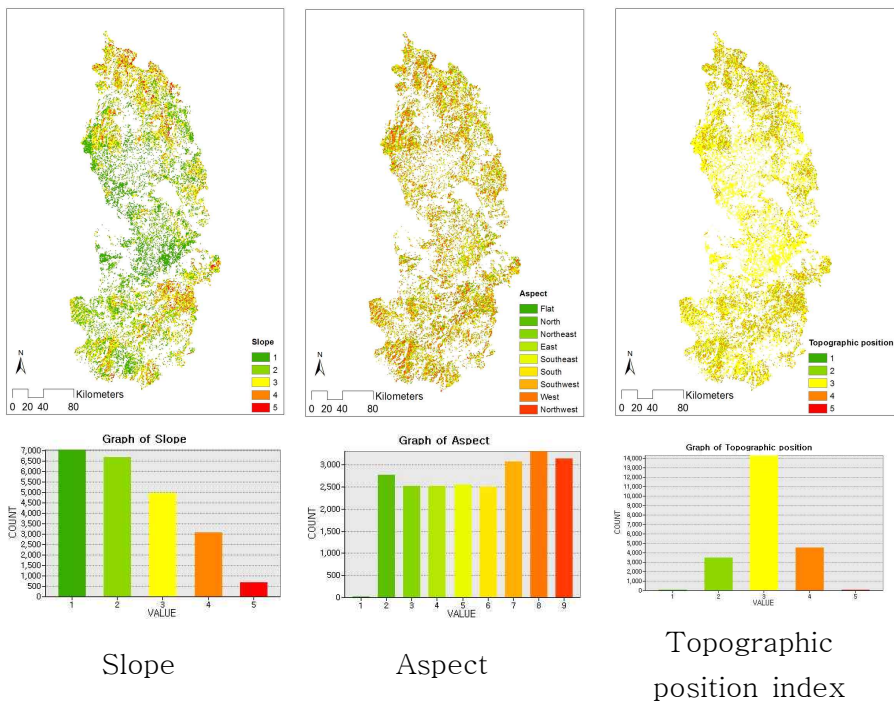 Slope
1
2
3
4
5
N
Kilometers
0 20 40 80
Aspect
Flat
North
Northeast
East
Southeast
South
Southwest
West
Northwest
N
Kilometers
0 20 40 80
Topographic position
1
2
3
4
5
N
Kilometers
0 20 40 80
Graph of Slope
7,000
6,500
6,000
5,500
5,000
4,500
4,000
3,500
3,000
2,500
2,000
1,500
1,000
500
0
COUNT
1 2 3 4 5
VALUE
Graph of Aspect
3,000
2,500
2,000
1,500
1,000
500
0
COUNT
1 2 3 4 5 6 7 8 9
VALUE
Graph of Topographic position
14,000
13,000
12,000
11,000
10,000
9,000
8,000
7,000
6,000
5,000
4,000
3,000
2,000
1,000
0
COUNT
1 2 3 4 5
VALUE
Slope
Aspect
Topographic
position index